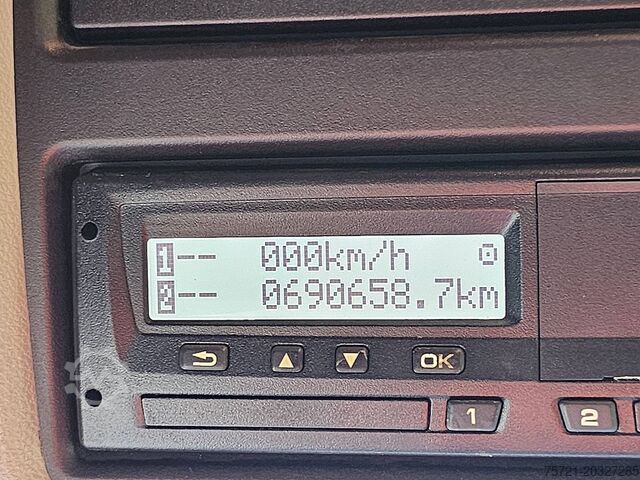 1-- 000km/h
2-- 0690658.7km
OK
1
2
75721-20327285